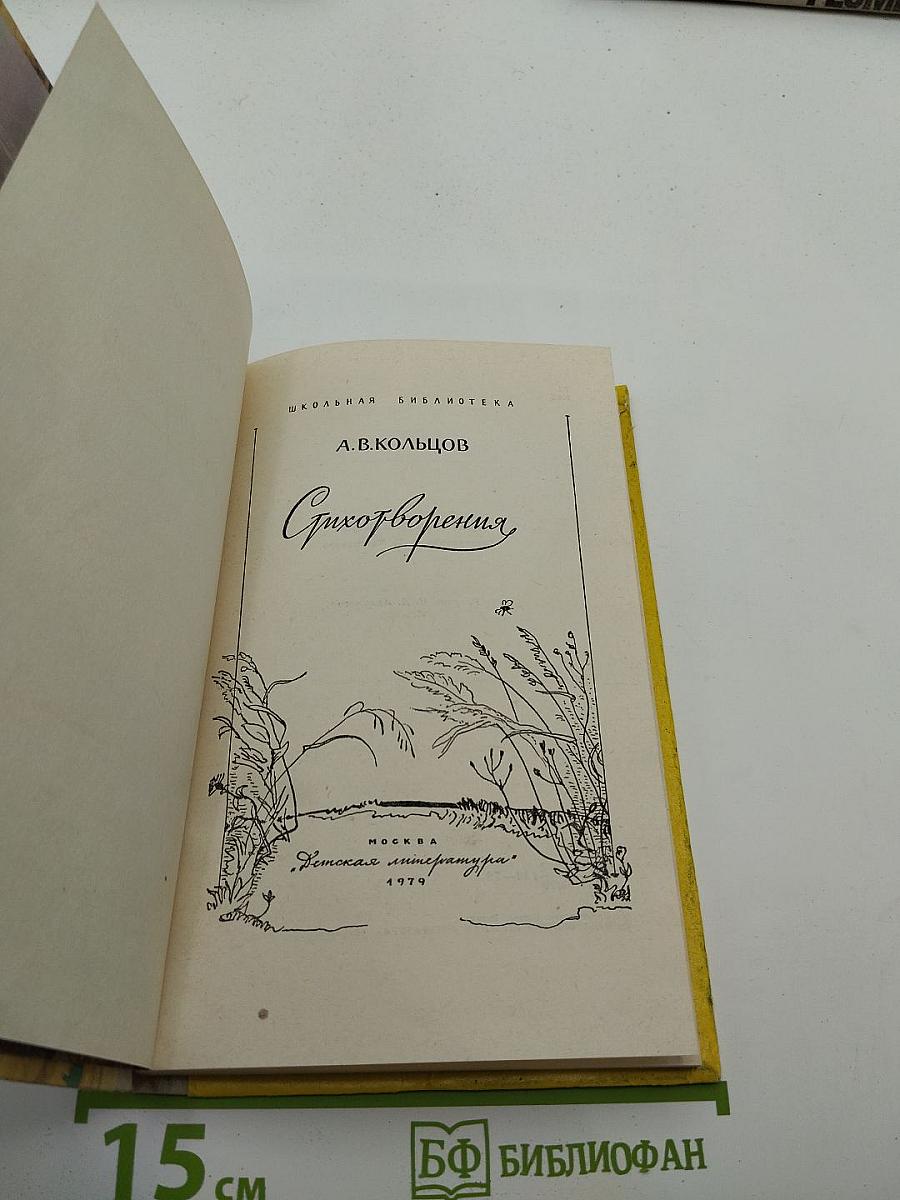 ШКОЛЬНАЯ БИБЛИОТЕКА
А.В.КОЛЬЦОВ
Стихотворения
МОСКВА
„Детская литература“
1979
15 см
БФ БИБЛИОФАН